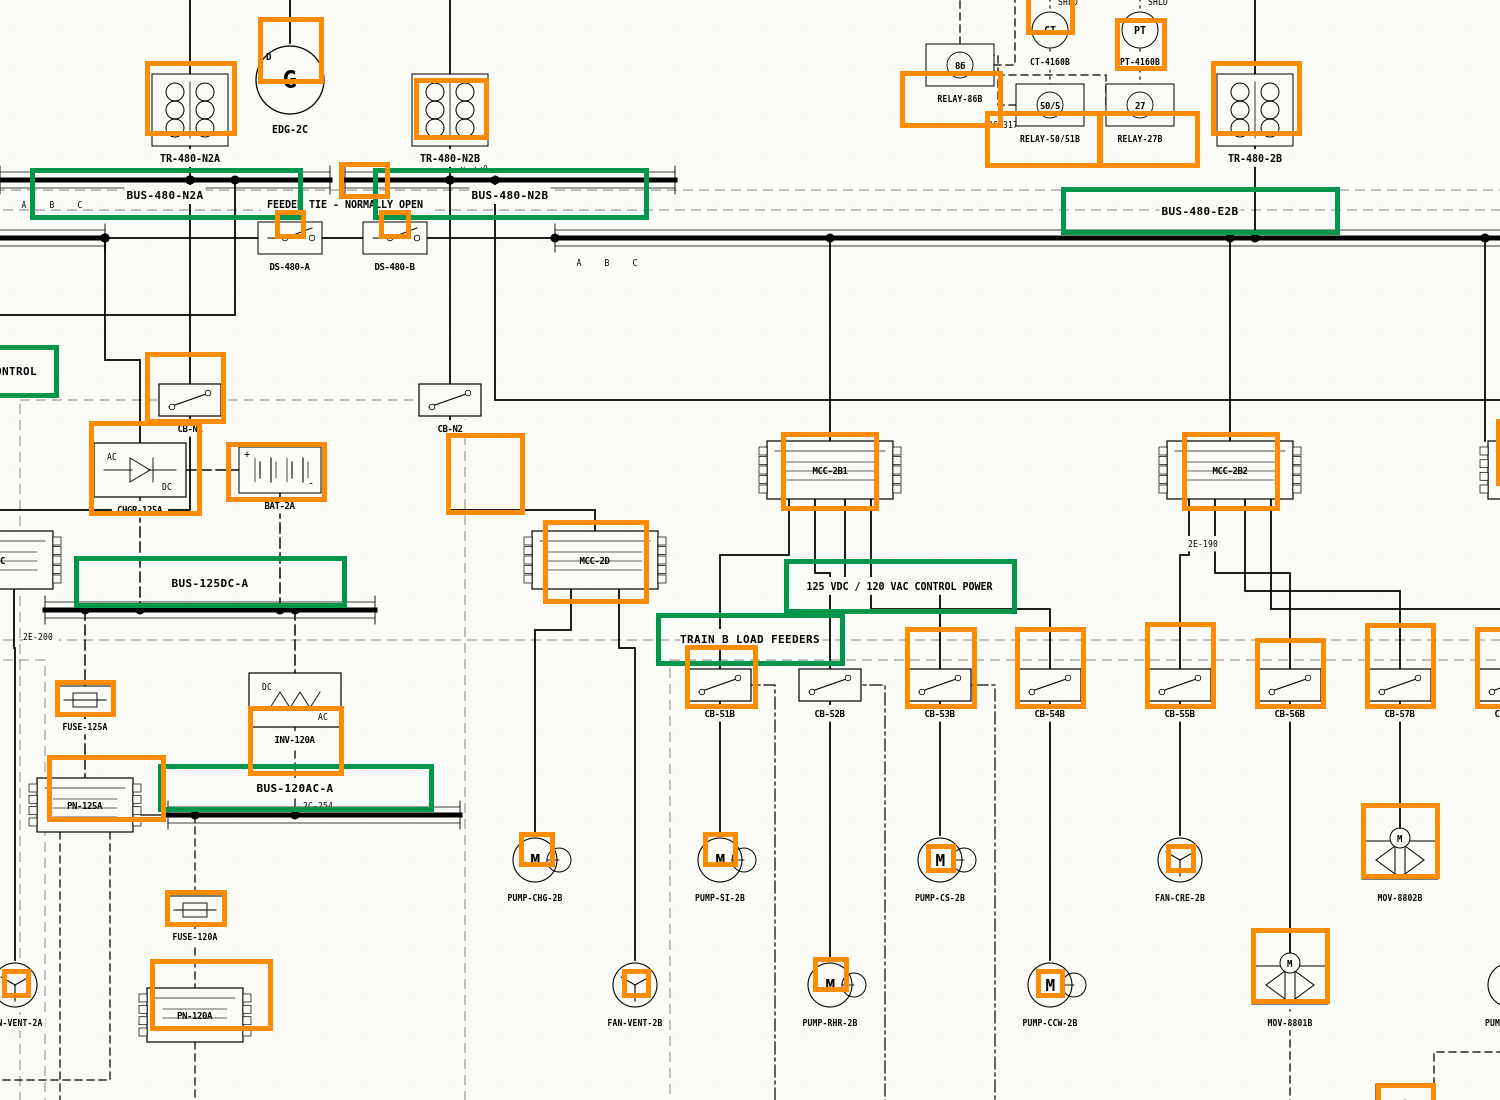 SHLD
SHLD
CT
PT
D
G
86
CT-4160B
PT-4160B
RELAY-86B
50/5
27
EDG-2C
RELAY-50/51B
RELAY-27B
TR-480-N2A
TR-480-N2B
TR-480-2B
BUS-480-N2A
BUS-480-N2B
A B C
FEEDER TIE - NORMALLY OPEN
BUS-480-E2B
DS-480-A
DS-480-B
A B C
ONTROL
CB-N1
CB-N2
AC
DC
+
-
CHGR-125A
BAT-2A
MCC-2B1
MCC-2B2
2E-190
C
MCC-2D
BUS-125DC-A
125 VDC / 120 VAC CONTROL POWER
2E-200
TRAIN B LOAD FEEDERS
DC
AC
FUSE-125A
INV-120A
CB-51B
CB-52B
CB-53B
CB-54B
CB-55B
CB-56B
CB-57B
C
BUS-120AC-A
PN-125A
2C-254
M
M
M
M
PUMP-CHG-2B
PUMP-SI-2B
PUMP-CS-2B
FAN-CRE-2B
MOV-8802B
FUSE-120A
M
M
M
PN-120A
N-VENT-2A
FAN-VENT-2B
PUMP-RHR-2B
PUMP-CCW-2B
MOV-8801B
PUM